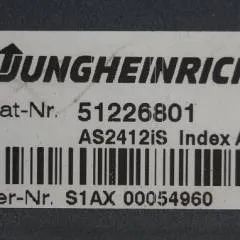 JUNGHEINRICH
at-Nr. 51226801
AS2412iS Index A
er-Nr. S1AX 00054960